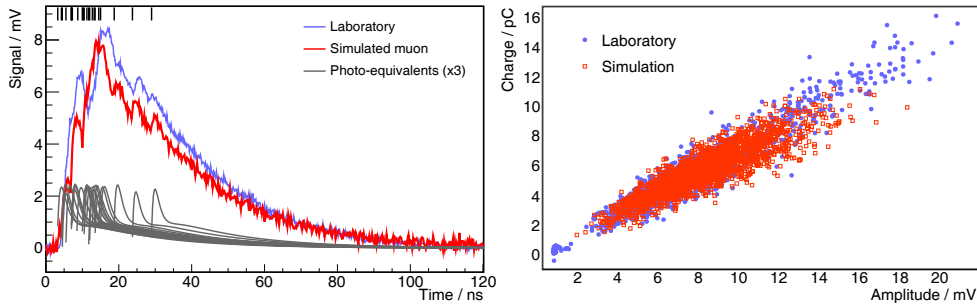 Signal / mV
8
6
4
2
0
Laboratory
Simulated muon
Photo-equivalents (x3)
0 20 40 60 80 100 120
Time / ns
Charge / pC
16
14
12
10
8
6
4
2
0
Laboratory
Simulation
2 4 6 8 10 12 14 16 18 20
Amplitude / mV